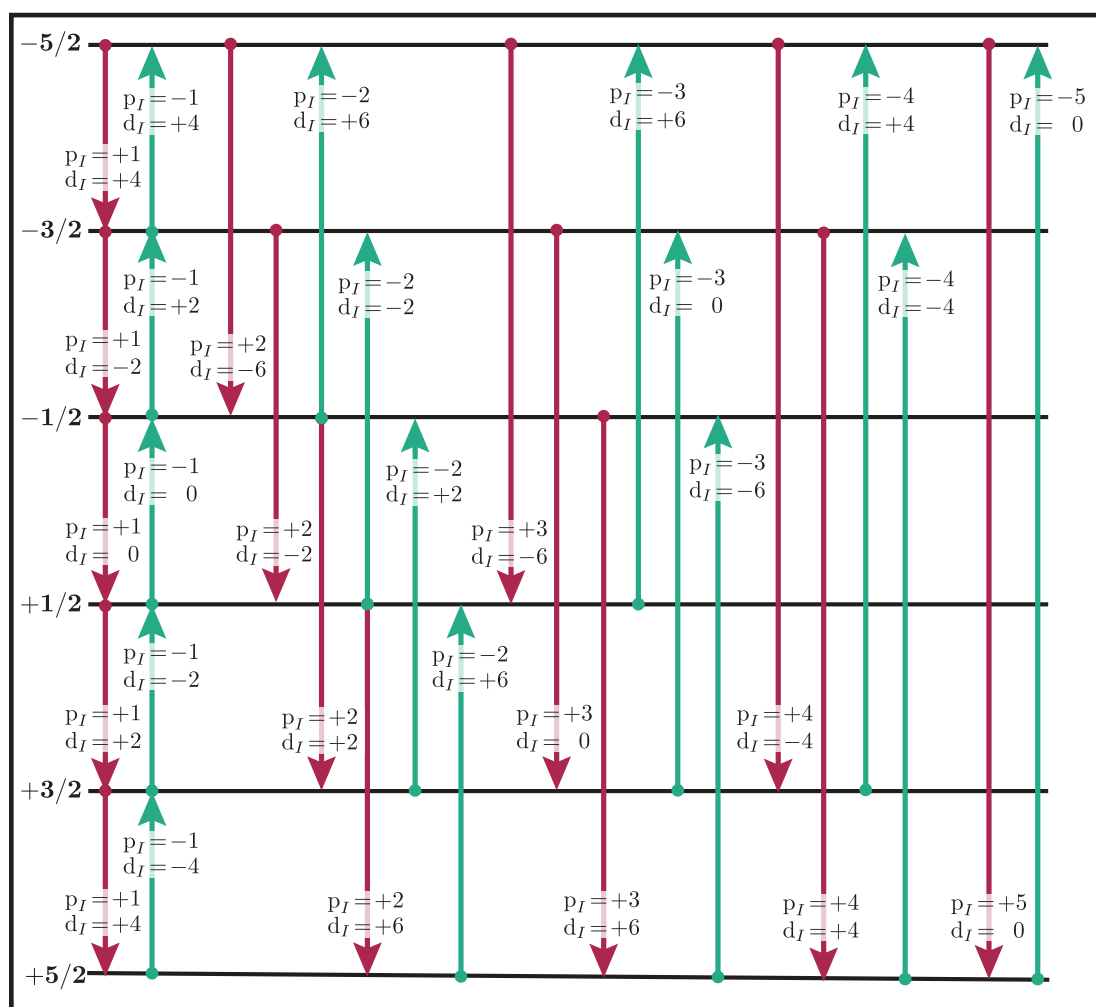 −5/2
p_I = −1
d_I = +4
p_I = −2
d_I = +6
p_I = −3
d_I = +6
p_I = −4
d_I = +4
p_I = −5
d_I = 0
p_I = +1
d_I = +4
−3/2
p_I = −1
d_I = +2
p_I = −2
d_I = −2
p_I = −3
d_I = 0
p_I = −4
d_I = −4
p_I = +1
d_I = −2
p_I = +2
d_I = −6
−1/2
p_I = −1
d_I = 0
p_I = −2
d_I = +2
p_I = −3
d_I = −6
p_I = +1
d_I = 0
p_I = +2
d_I = −2
p_I = +3
d_I = −6
+1/2
p_I = −1
d_I = −2
p_I = −2
d_I = +6
p_I = +1
d_I = +2
p_I = +2
d_I = +2
p_I = +3
d_I = 0
p_I = +4
d_I = −4
+3/2
p_I = −1
d_I = −4
p_I = +1
d_I = +4
p_I = +2
d_I = +6
p_I = +3
d_I = +6
p_I = +4
d_I = +4
p_I = +5
d_I = 0
+5/2